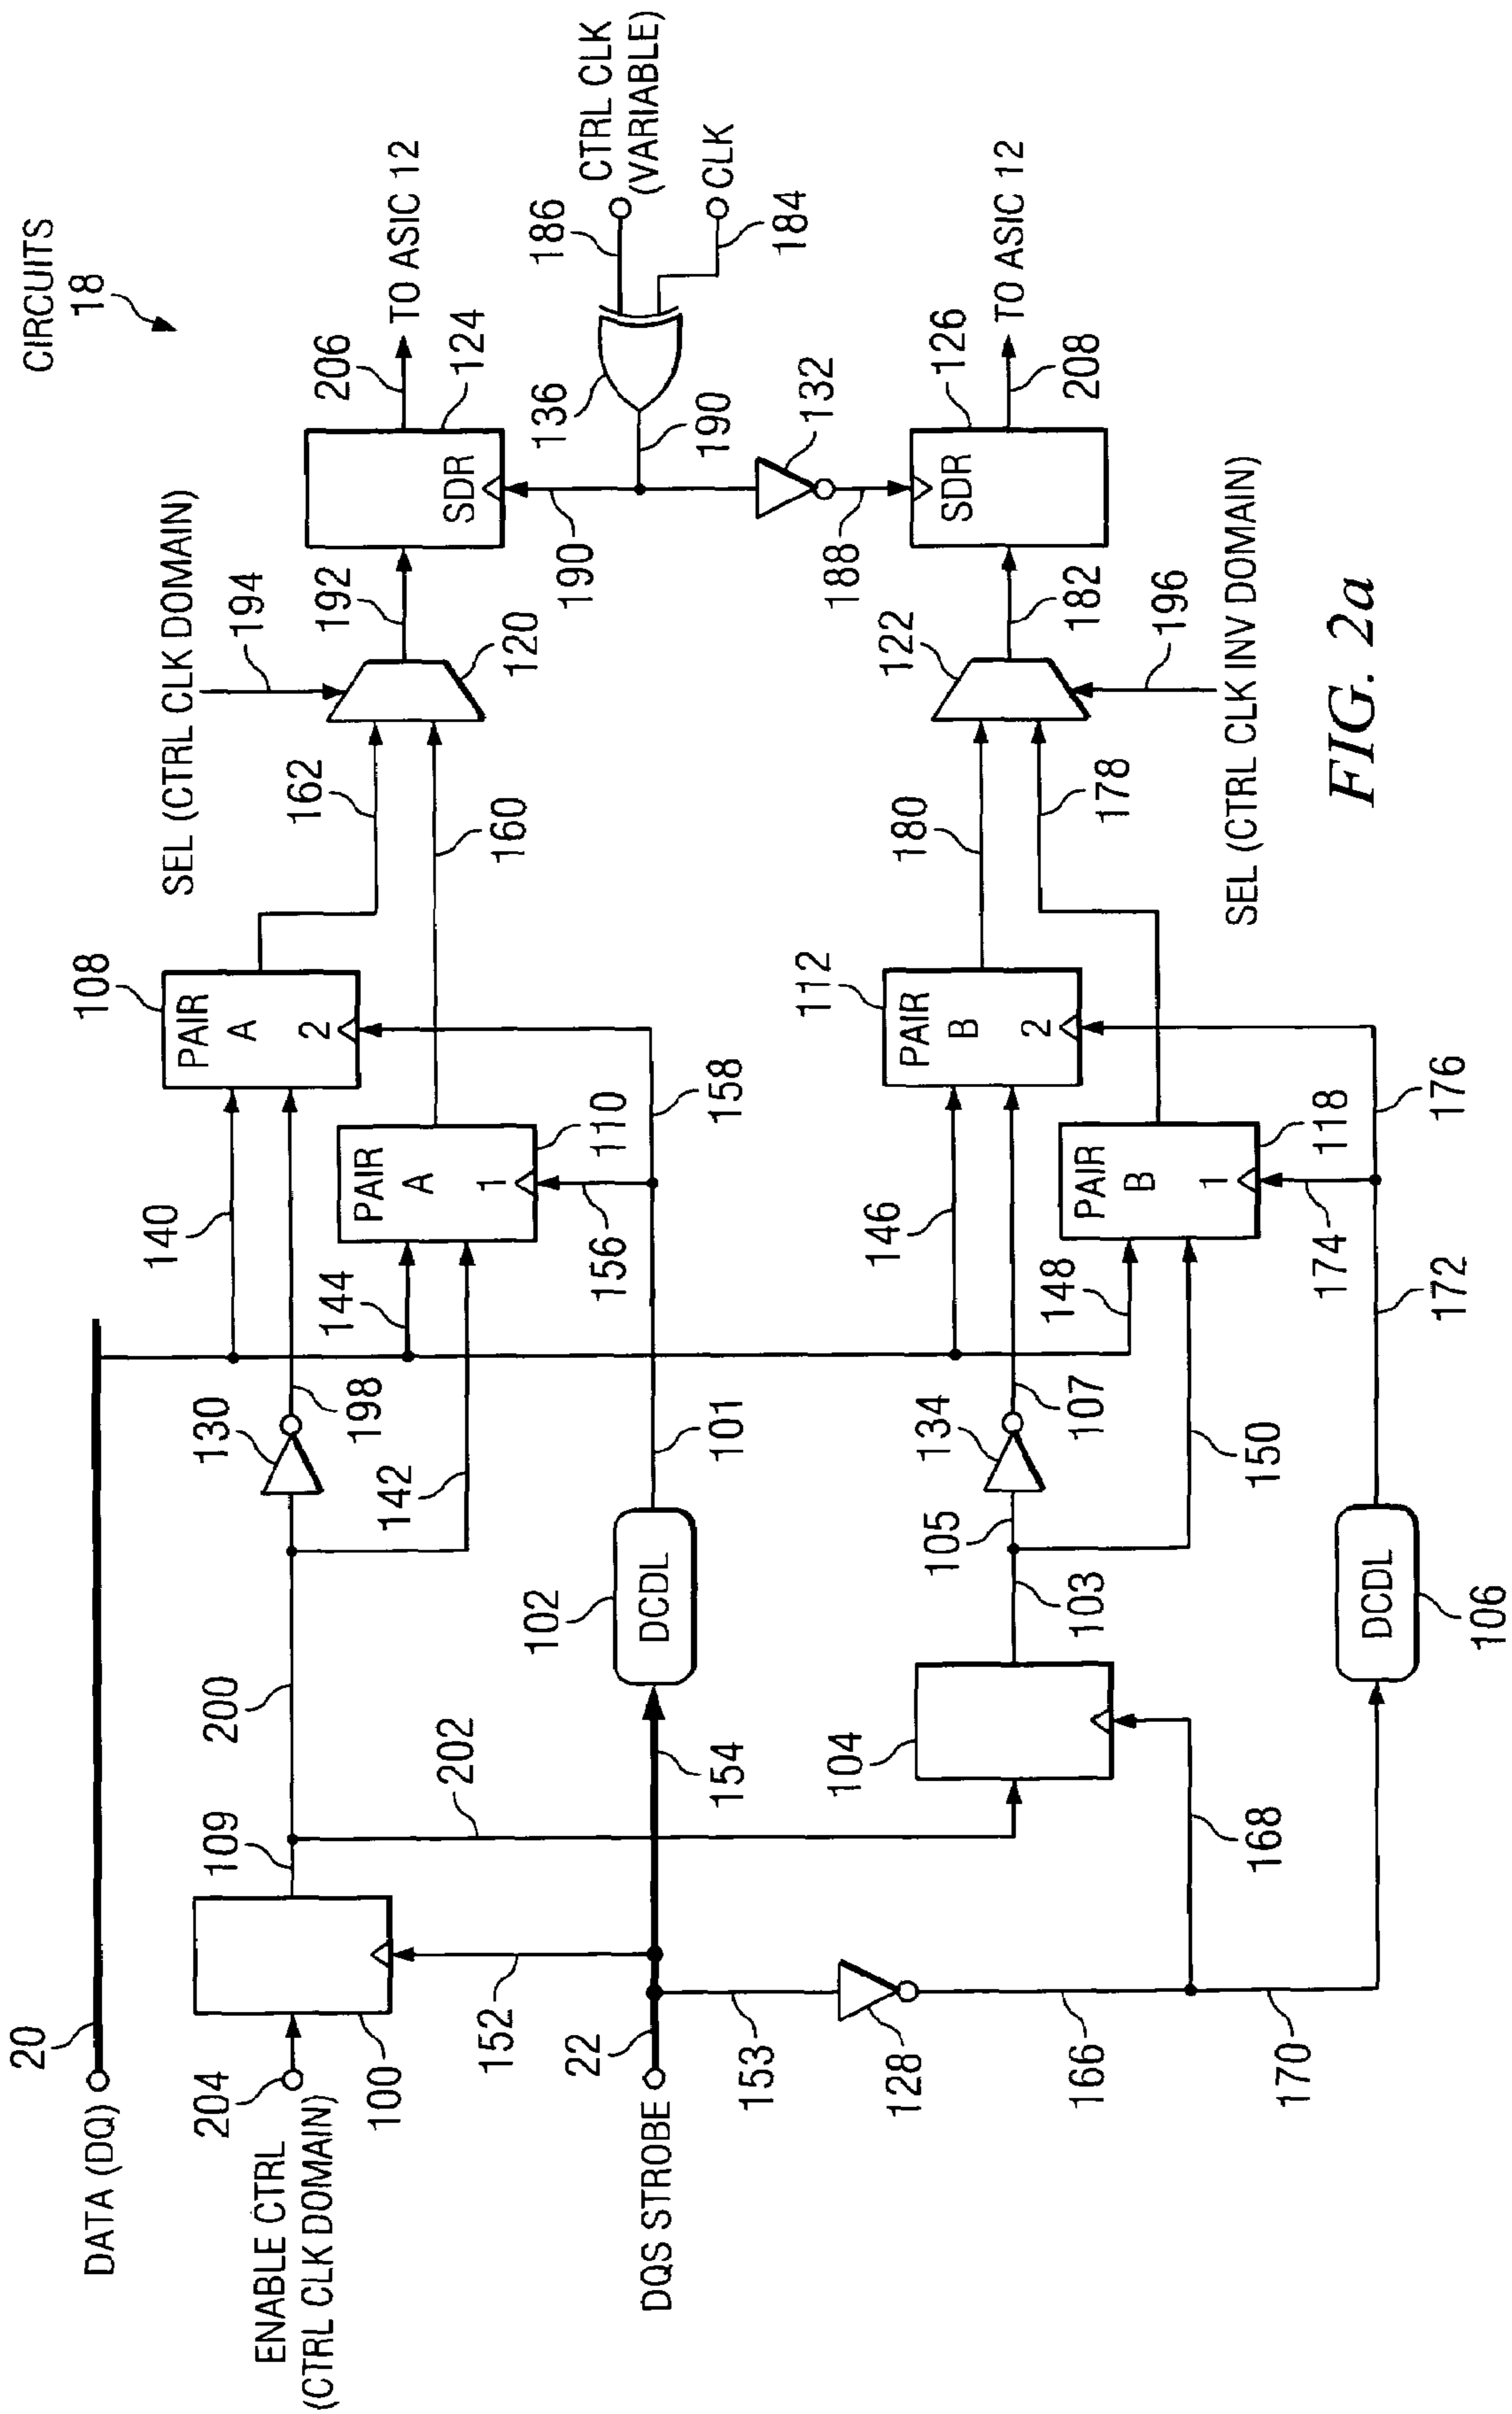 CIRCUITS
18
20
DATA (DQ)
204
ENABLE CTRL
(CTRL CLK DOMAIN)
100
109
200
202
130
198
142
140
144
108
PAIR
A
2
PAIR
A
1
110
162
160
SEL (CTRL CLK DOMAIN)
194
120
192
SDR
124
206
TO ASIC 12
190
190
136
186
CTRL CLK
(VARIABLE)
CLK
184
132
188
152
22
DQS STROBE
153
154
102
DCDL
101
156
158
128
166
168
170
104
103
105
134
107
150
146
148
112
PAIR
B
2
PAIR
B
1
118
180
178
122
182
196
SEL (CTRL CLK INV DOMAIN)
SDR
126
208
TO ASIC 12
DCDL
106
172
174
176
FIG. 2a